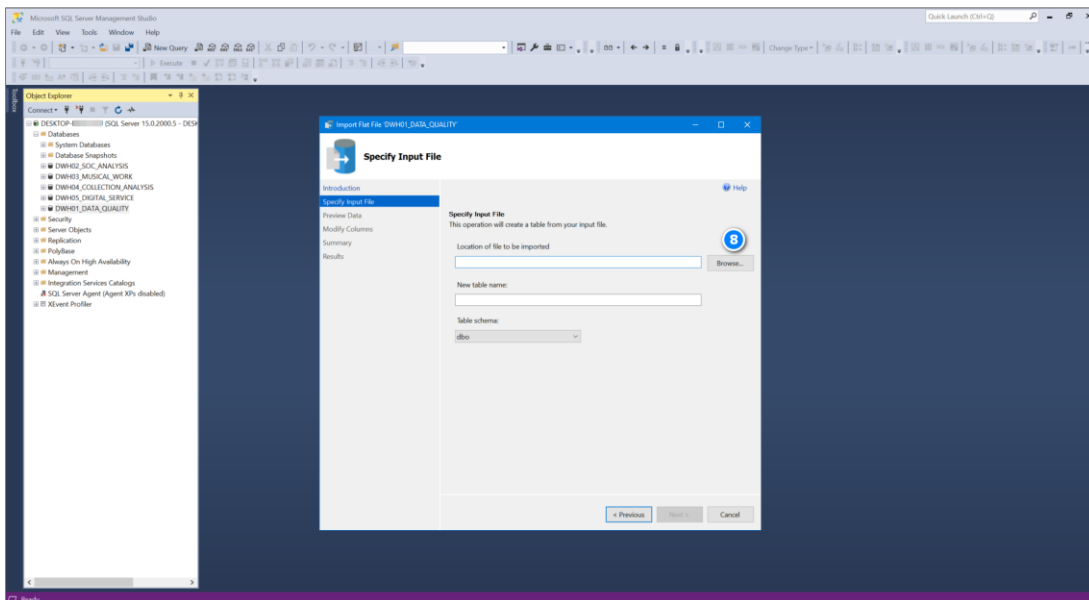 Microsoft SQL Server Management Studio
Quick Launch (Ctrl+Q)
File Edit View Tools Window Help
New Query
Change Type
Execute
Toolbox
Object Explorer
Connect
DESKTOP- (SQL Server 15.0.2000.5 - DESK
Databases
System Databases
Database Snapshots
DWH02_SOC_ANALYSIS
DWH03_MUSICAL_WORK
DWH04_COLLECTION_ANALYSIS
DWH05_DIGITAL_SERVICE
DWH01_DATA_QUALITY
Security
Server Objects
Replication
PolyBase
Always On High Availability
Management
Integration Services Catalogs
SQL Server Agent (Agent XPs disabled)
XEvent Profiler
Import Flat File 'DWH01_DATA_QUALITY'
Specify Input File
Introduction
Specify Input File
Preview Data
Modify Columns
Summary
Results
Help
Specify Input File
This operation will create a table from your input file.
Location of file to be imported
8
Browse...
New table name:
Table schema:
dbo
< Previous
Next >
Cancel
Ready